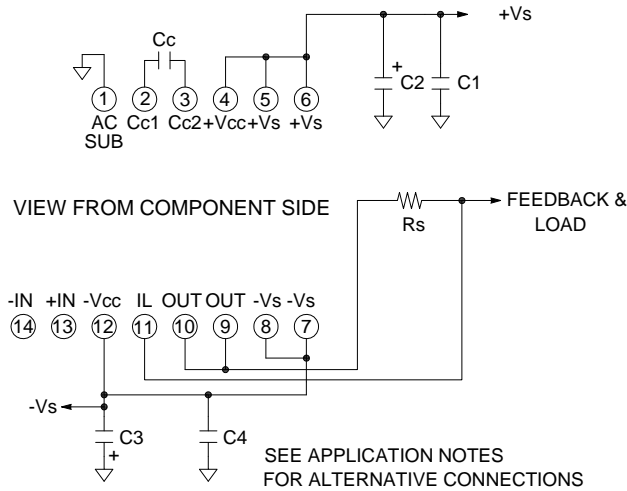 +Vs
Cc
+
C2 C1
1 2 3 4 5 6
AC Cc1 Cc2 +Vcc +Vs +Vs
SUB
VIEW FROM COMPONENT SIDE
Rs
FEEDBACK &
LOAD
-IN +IN -Vcc IL OUT OUT -Vs -Vs
14 13 12 11 10 9 8 7
-Vs
C3 C4
+
SEE APPLICATION NOTES
FOR ALTERNATIVE CONNECTIONS